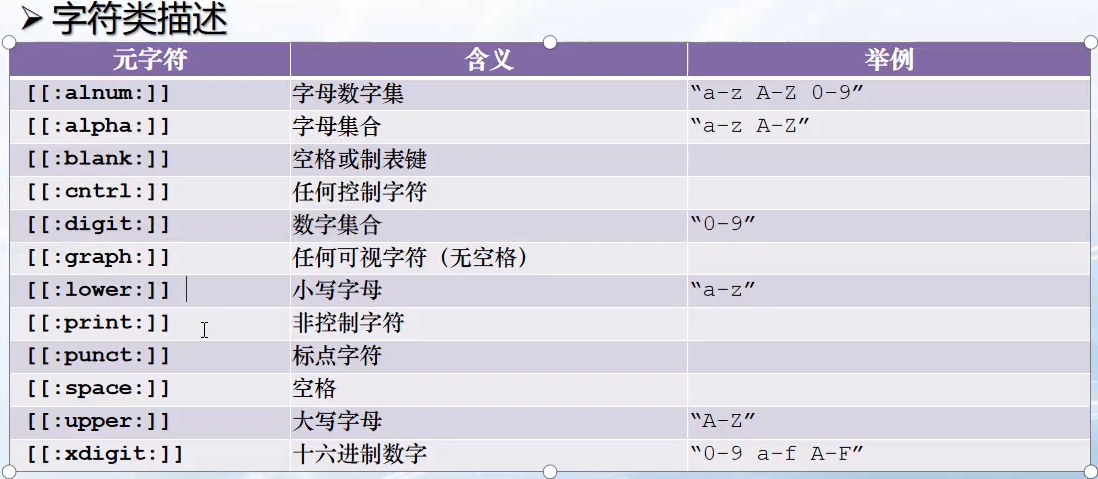 ➢ 字符类描述
元字符 含义 举例
[[:alnum:]] 字母数字集 “a-z A-Z 0-9”
[[:alpha:]] 字母集合 “a-z A-Z”
[[:blank:]] 空格或制表键
[[:cntrl:]] 任何控制字符
[[:digit:]] 数字集合 “0-9”
[[:graph:]] 任何可视字符（无空格）
[[:lower:]] 小写字母 “a-z”
[[:print:]] 非控制字符
[[:punct:]] 标点字符
[[:space:]] 空格
[[:upper:]] 大写字母 “A-Z”
[[:xdigit:]] 十六进制数字 “0-9 a-f A-F”